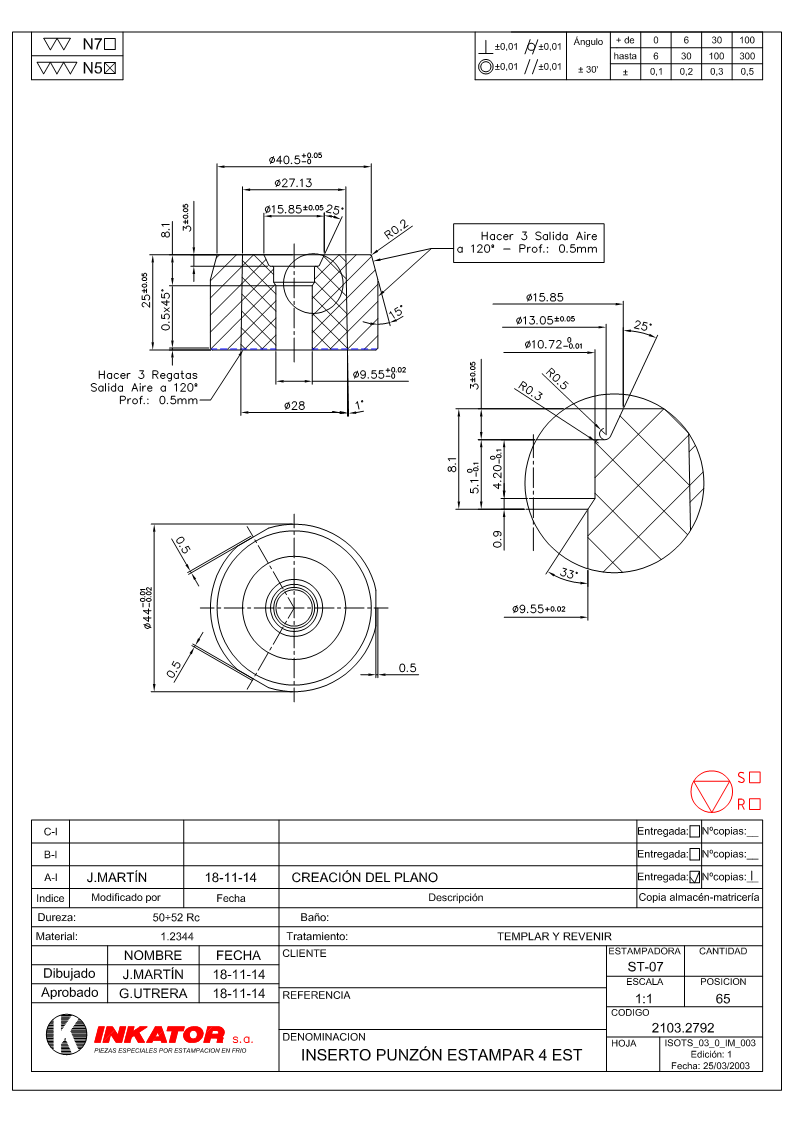 N7
N5
±0,01 ±0,01
±0,01 ±0,01
Ángulo
± 30'
+ de 0 6 30 100
hasta 6 30 100 300
± 0,1 0,2 0,3 0,5
ø40.5 +0.05 -0
ø27.13
ø15.85±0.05 25°
3±0.05
8.1
25±0.05
0.5x45°
R0.2
Hacer 3 Salida Aire
a 120° – Prof.: 0.5mm
15°
Hacer 3 Regatas
Salida Aire a 120°
Prof.: 0.5mm
ø9.55 +0.02 -0
ø28
1°
ø15.85
ø13.05±0.05
ø10.72 0 -0.01
25°
3±0.05
R0.5
R0.3
8.1
5.1 0 -0.1
4.20 0 -0.1
0.9
33°
ø9.55+0.02
ø44 -0.01 -0.02
0.5
0.5
0.5
S
R
C-I Entregada: Nºcopias:__
B-I Entregada: Nºcopias:__
A-I J.MARTÍN 18-11-14 CREACIÓN DEL PLANO Entregada: Nºcopias: I
Indice Modificado por Fecha Descripción Copia almacén-matricería
Dureza: 50÷52 Rc Baño:
Material: 1.2344 Tratamiento: TEMPLAR Y REVENIR
NOMBRE FECHA
Dibujado J.MARTÍN 18-11-14
Aprobado G.UTRERA 18-11-14
INKATOR s.a.
PIEZAS ESPECIALES POR ESTAMPACION EN FRIO
CLIENTE
REFERENCIA
DENOMINACION
INSERTO PUNZÓN ESTAMPAR 4 EST
ESTAMPADORA CANTIDAD
ST-07
ESCALA POSICION
1:1 65
CODIGO
2103.2792
HOJA
ISOTS_03_0_IM_003
Edición: 1
Fecha: 25/03/2003